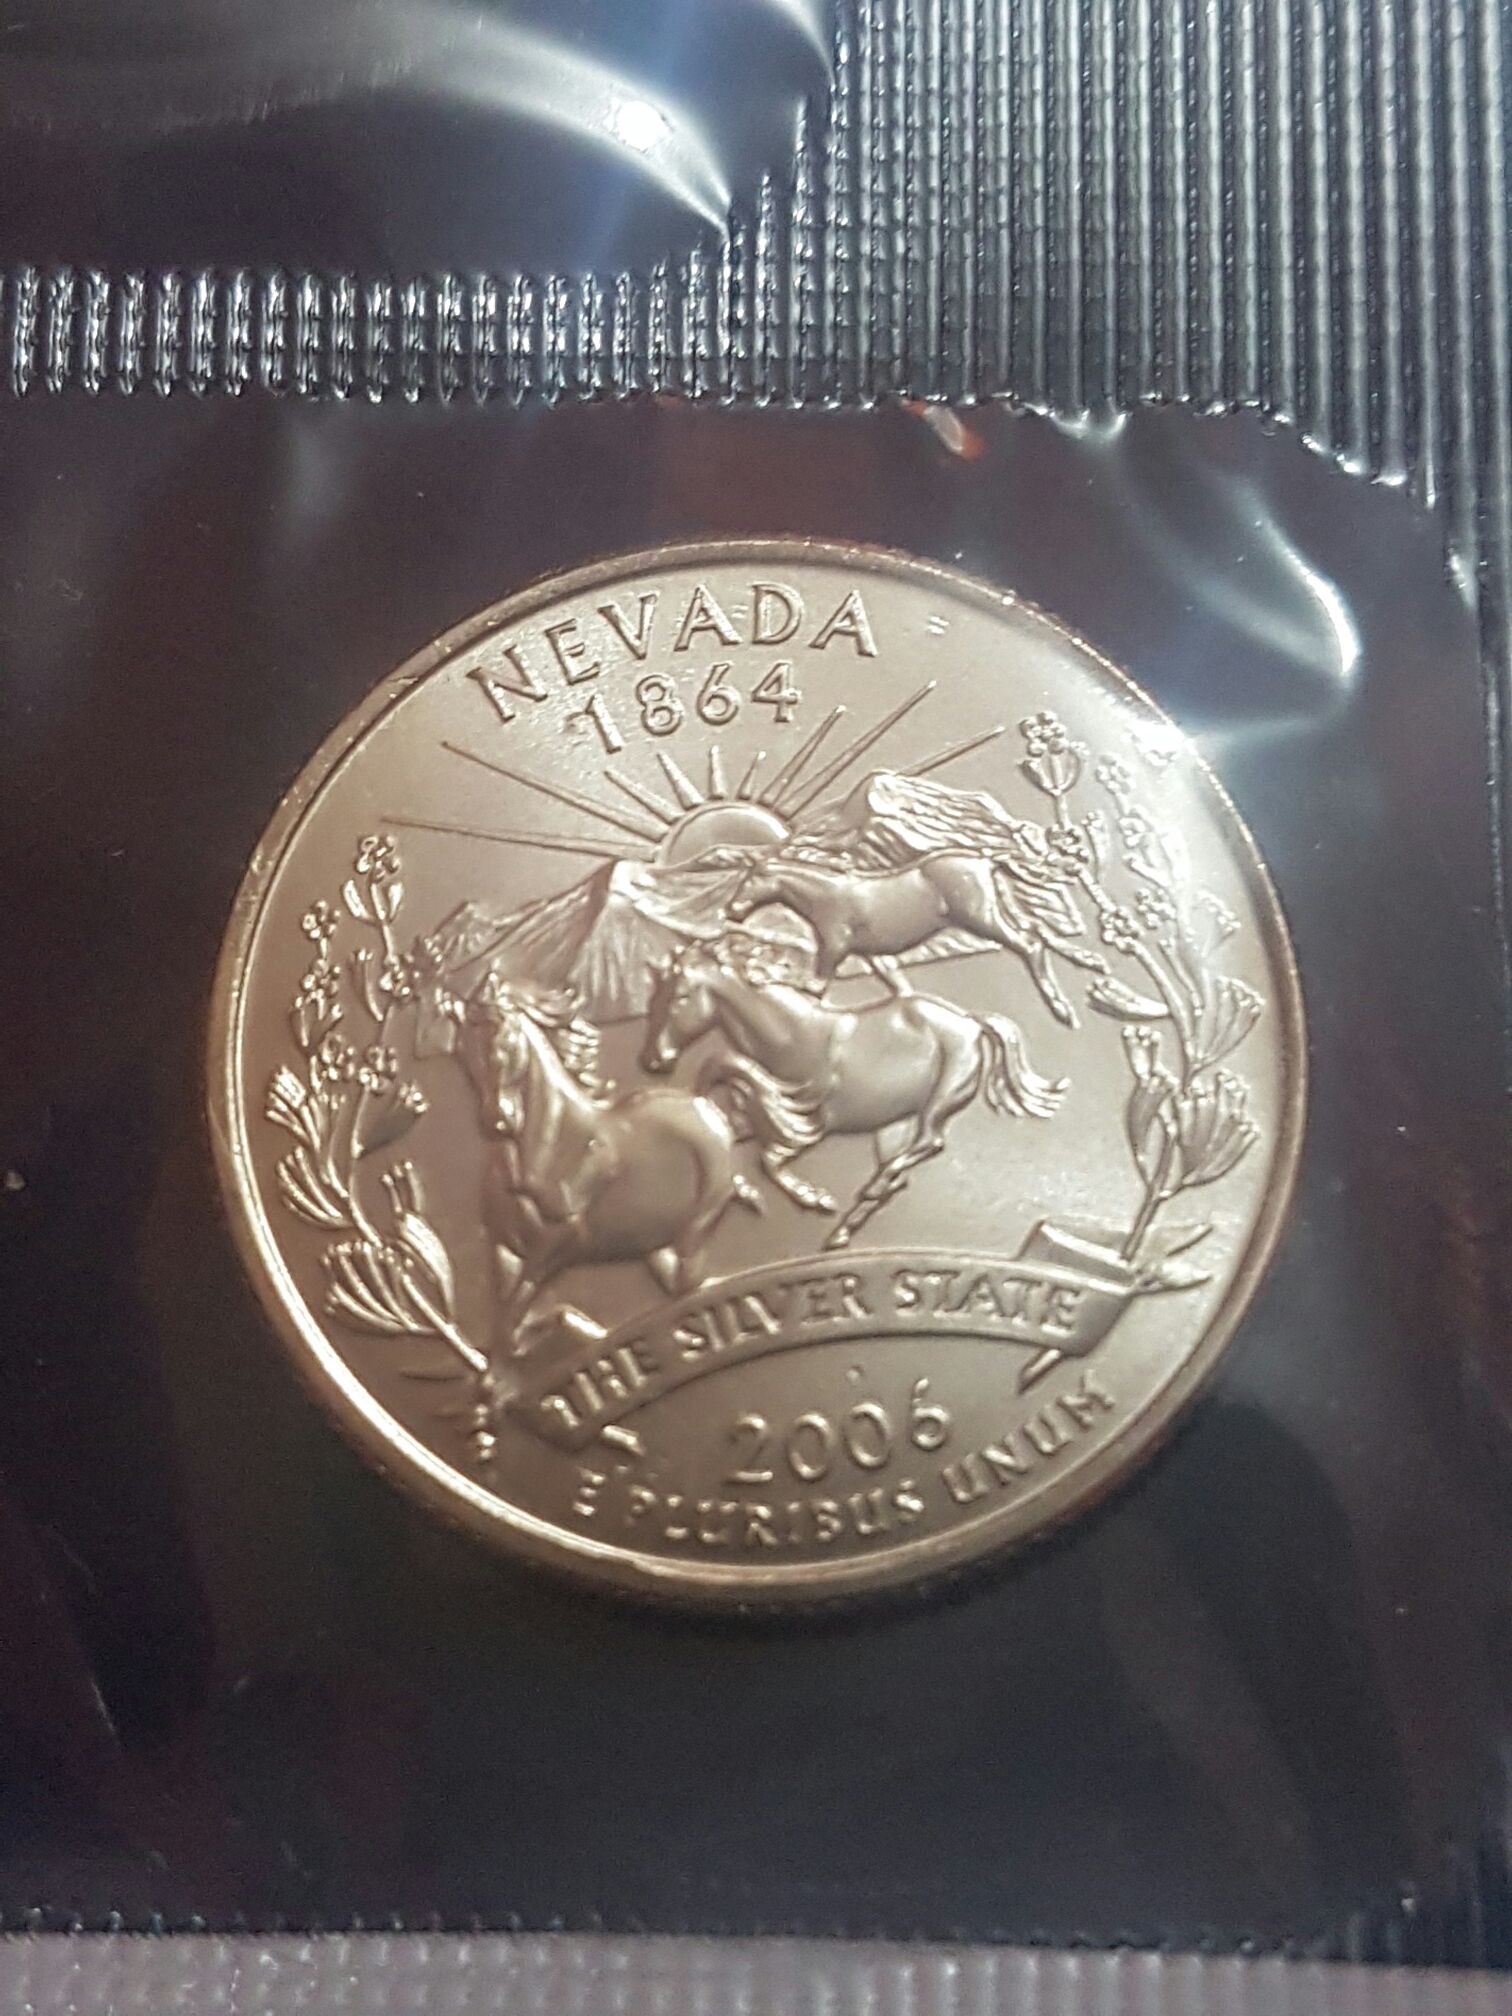 NEVADA
1864
THE SILVER STATE
2006
E PLURIBUS UNUM